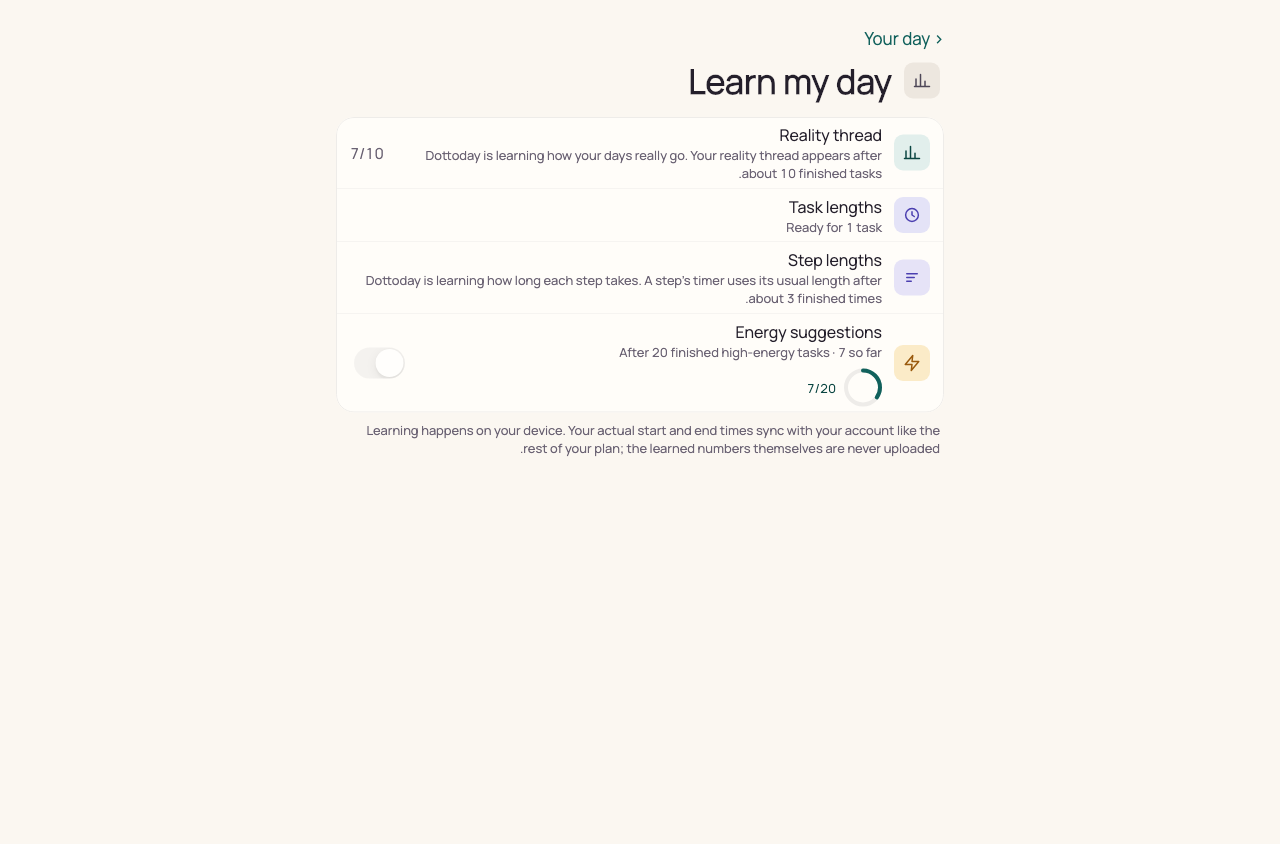 Your day ›
Learn my day
Reality thread
Dottoday is learning how your days really go. Your reality thread appears after
.about 10 finished tasks
7/10
Task lengths
Ready for 1 task
Step lengths
Dottoday is learning how long each step takes. A step's timer uses its usual length after
.about 3 finished times
Energy suggestions
After 20 finished high-energy tasks · 7 so far
7/20
Learning happens on your device. Your actual start and end times sync with your account like the
.rest of your plan; the learned numbers themselves are never uploaded